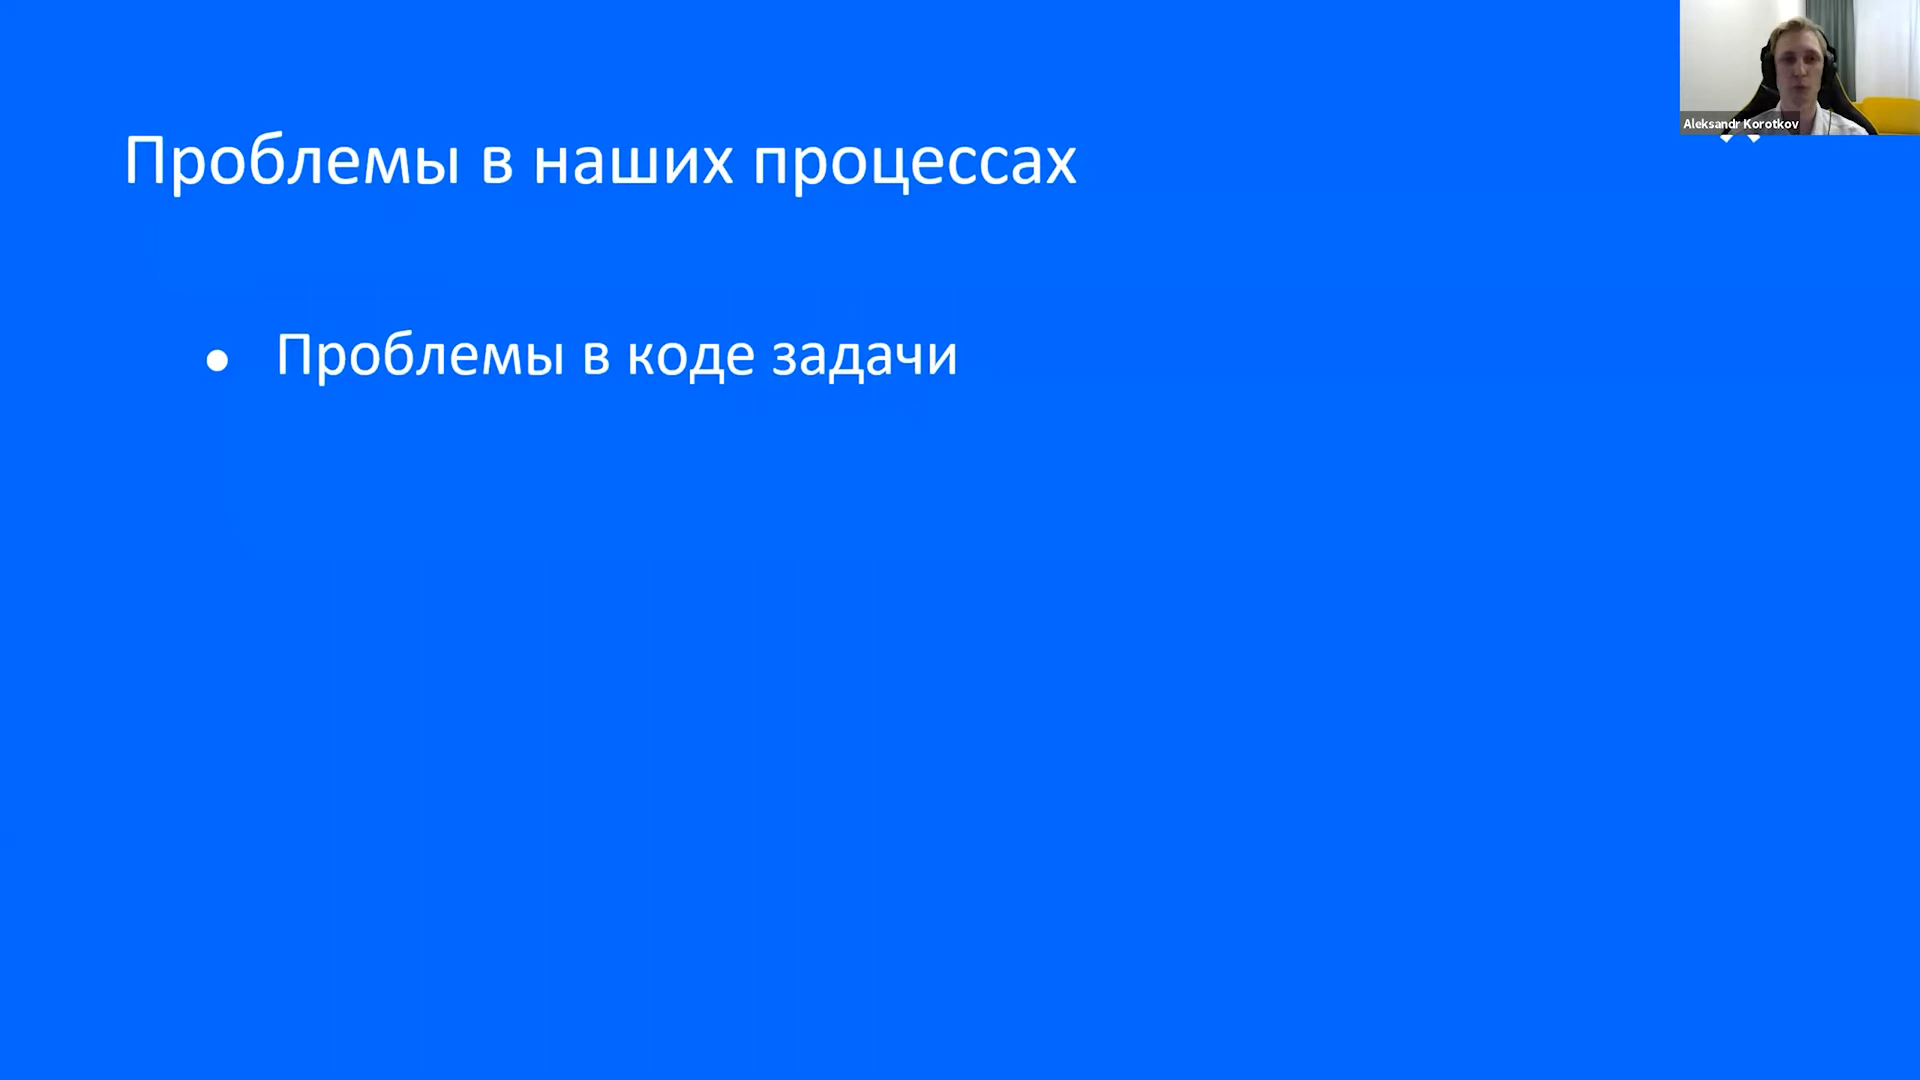 Проблемы в наших процессах
Aleksandr Korotkov
● Проблемы в коде задачи